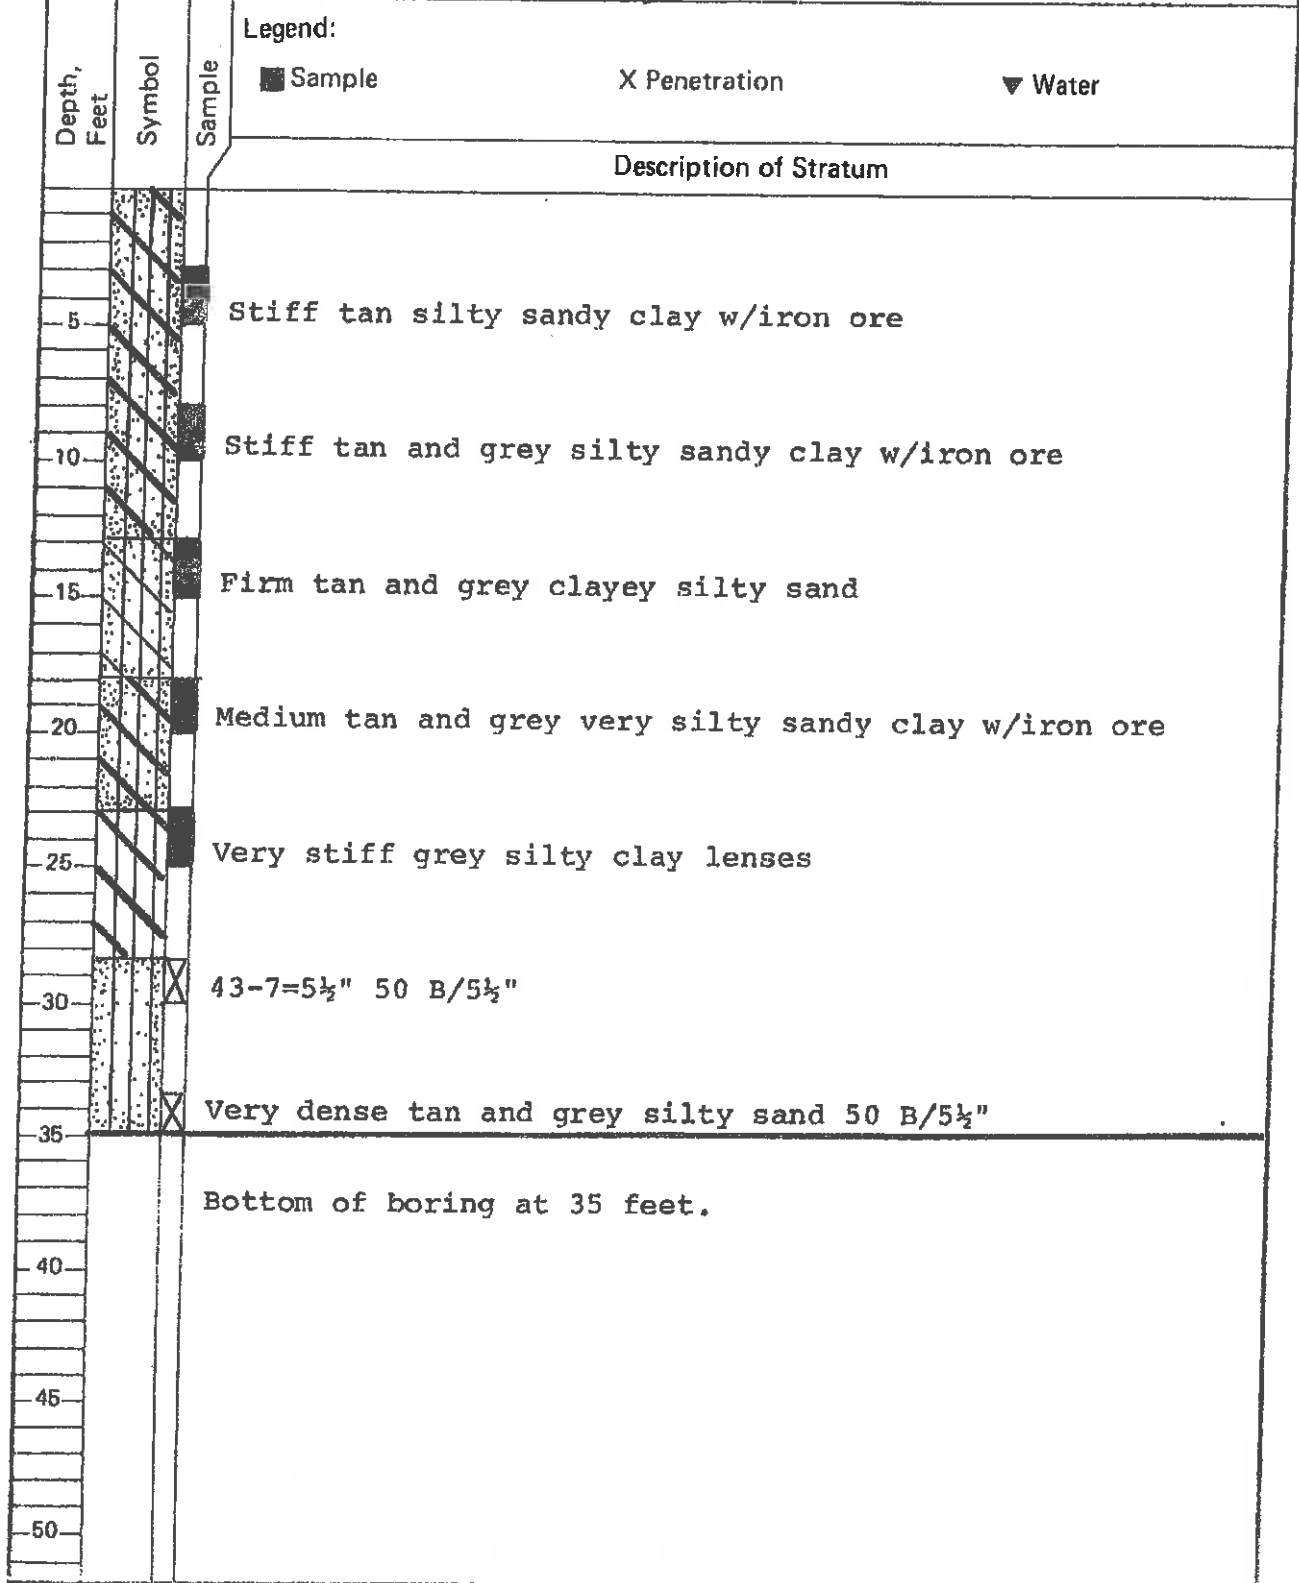 Depth,
Feet
Symbol
Sample
Legend:
Sample
X Penetration
Water
Description of Stratum
5
Stiff tan silty sandy clay w/iron ore
10
Stiff tan and grey silty sandy clay w/iron ore
15
Firm tan and grey clayey silty sand
20
Medium tan and grey very silty sandy clay w/iron ore
25
Very stiff grey silty clay lenses
30
43-7=5½" 50 B/5½"
35
Very dense tan and grey silty sand 50 B/5½"
Bottom of boring at 35 feet.
40
45
50